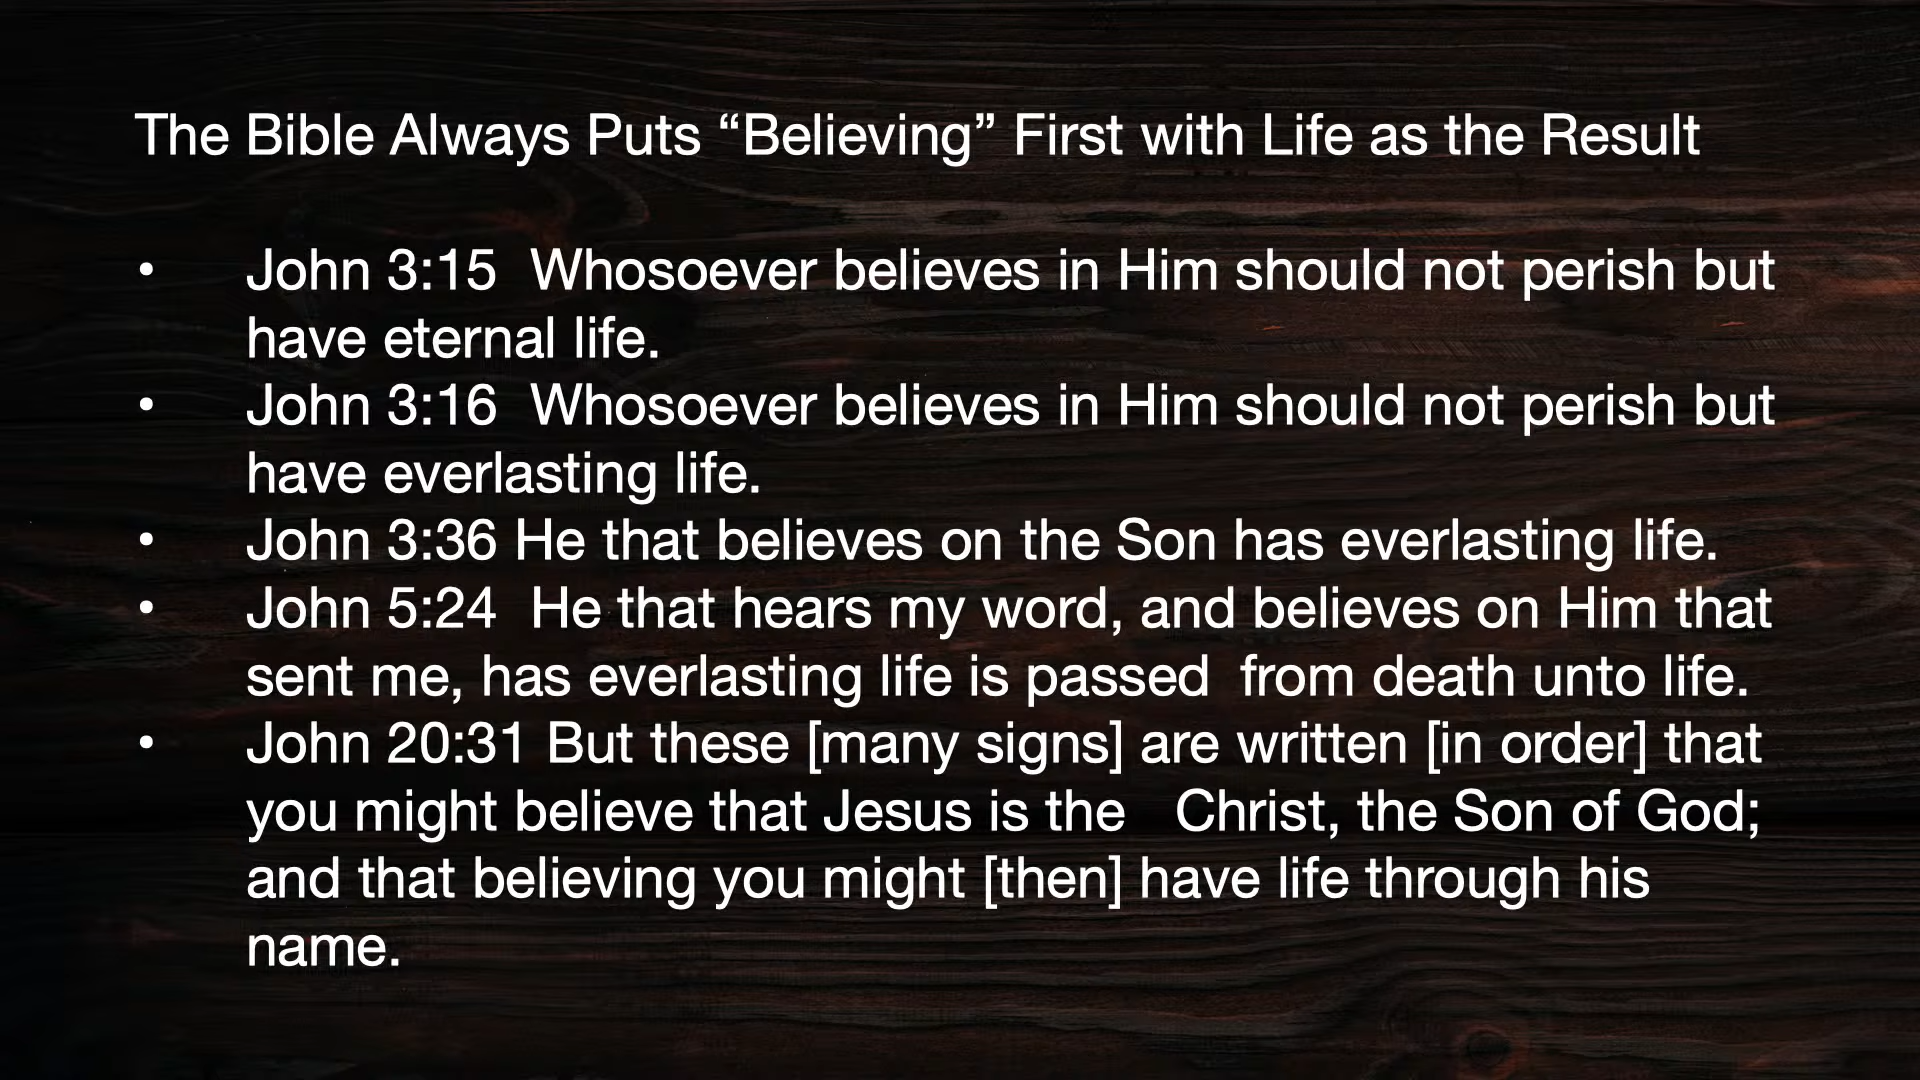 The Bible Always Puts “Believing” First with Life as the Result
• John 3:15  Whosoever believes in Him should not perish but
have eternal life.
• John 3:16  Whosoever believes in Him should not perish but
have everlasting life.
• John 3:36 He that believes on the Son has everlasting life.
• John 5:24  He that hears my word, and believes on Him that
sent me, has everlasting life is passed  from death unto life.
• John 20:31 But these [many signs] are written [in order] that
you might believe that Jesus is the   Christ, the Son of God;
and that believing you might [then] have life through his
name.